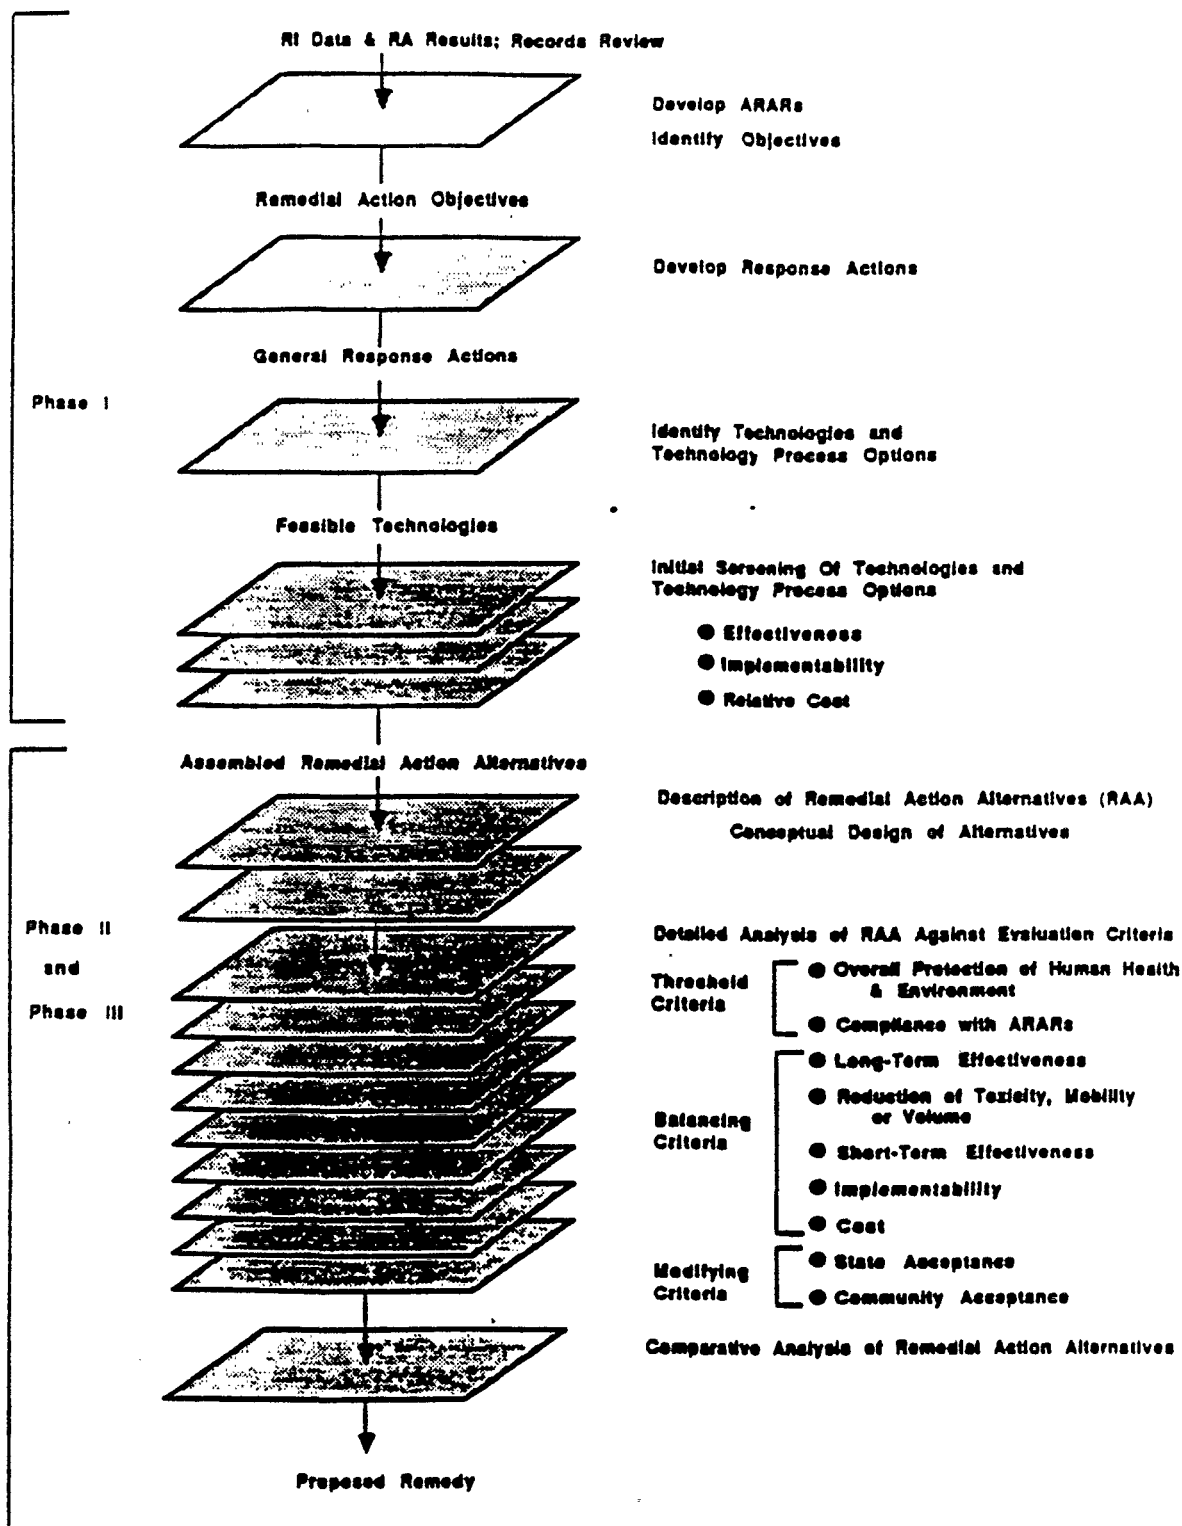 RI Data & RA Results; Records Review
Develop ARARs
Identify Objectives
Remedial Action Objectives
Develop Response Actions
General Response Actions
Phase I
Identify Technologies and
Technology Process Options
Feasible Technologies
Initial Screening Of Technologies and
Technology Process Options
● Effectiveness
● Implementability
● Relative Cost
Assembled Remedial Action Alternatives
Description of Remedial Action Alternatives (RAA)
Conceptual Design of Alternatives
Phase II
and
Phase III
Detailed Analysis of RAA Against Evaluation Criteria
Threshold
Criteria
● Overall Protection of Human Health
& Environment
● Compliance with ARARs
Balancing
Criteria
● Long-Term Effectiveness
● Reduction of Toxicity, Mobility
or Volume
● Short-Term Effectiveness
● Implementability
● Cost
Modifying
Criteria
● State Acceptance
● Community Acceptance
Comparative Analysis of Remedial Action Alternatives
Proposed Remedy